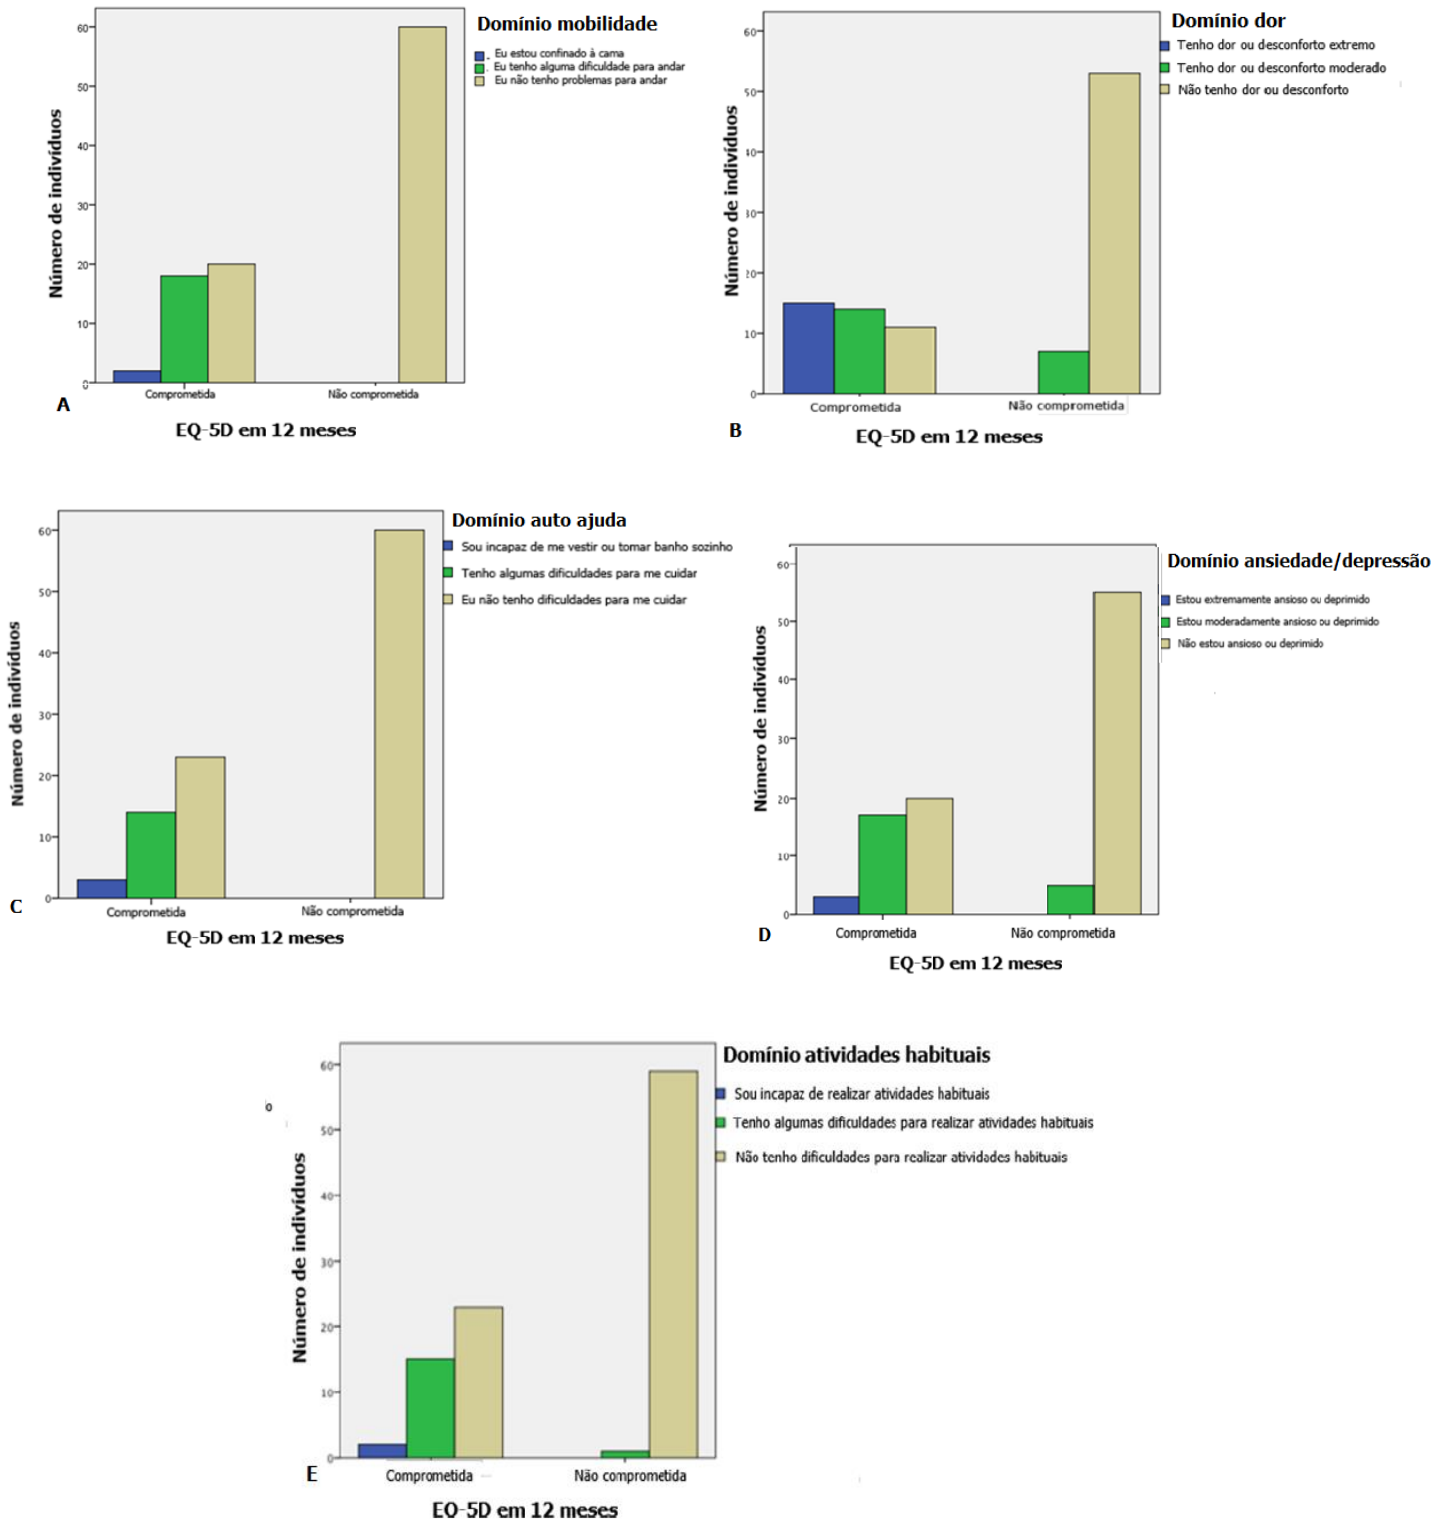 Domínio mobilidade
Eu estou confinado à cama
Eu tenho alguma dificuldade para andar
Eu não tenho problemas para andar
Número de indivíduos
60
50
40
30
20
10
0
Comprometida
Não comprometida
A
EQ-5D em 12 meses
Domínio dor
Tenho dor ou desconforto extremo
Tenho dor ou desconforto moderado
Não tenho dor ou desconforto
Número de indivíduos
60
50
40
30
20
10
0
Comprometida
Não comprometida
B
EQ-5D em 12 meses
Domínio auto ajuda
Sou incapaz de me vestir ou tomar banho sozinho
Tenho algumas dificuldades para me cuidar
Eu não tenho dificuldades para me cuidar
Número de indivíduos
60
50
40
30
20
10
0
Comprometida
Não comprometida
C
EQ-5D em 12 meses
Domínio ansiedade/depressão
Estou extremamente ansioso ou deprimido
Estou moderadamente ansioso ou deprimido
Não estou ansioso ou deprimido
Número de indivíduos
60
50
40
30
20
10
0
Comprometida
Não comprometida
D
EQ-5D em 12 meses
Domínio atividades habituais
Sou incapaz de realizar atividades habituais
Tenho algumas dificuldades para realizar atividades habituais
Não tenho dificuldades para realizar atividades habituais
o
Número de indivíduos
60
50
40
30
20
10
0
Comprometida
Não comprometida
E
EQ-5D em 12 meses